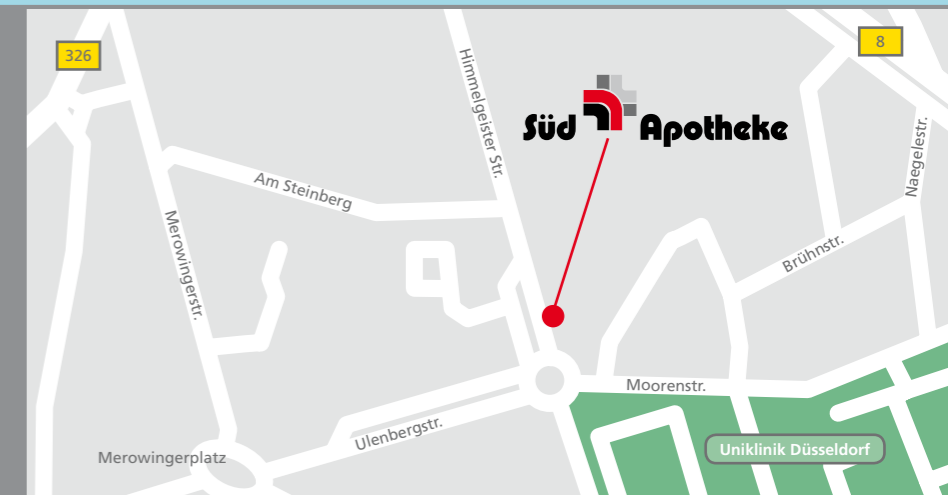 326
8
Himmelgeister Str.
Süd Apotheke
Naegelestr.
Am Steinberg
Merowingerstr.
Brühnstr.
Moorenstr.
Ulenbergstr.
Uniklinik Düsseldorf
Merowingerplatz